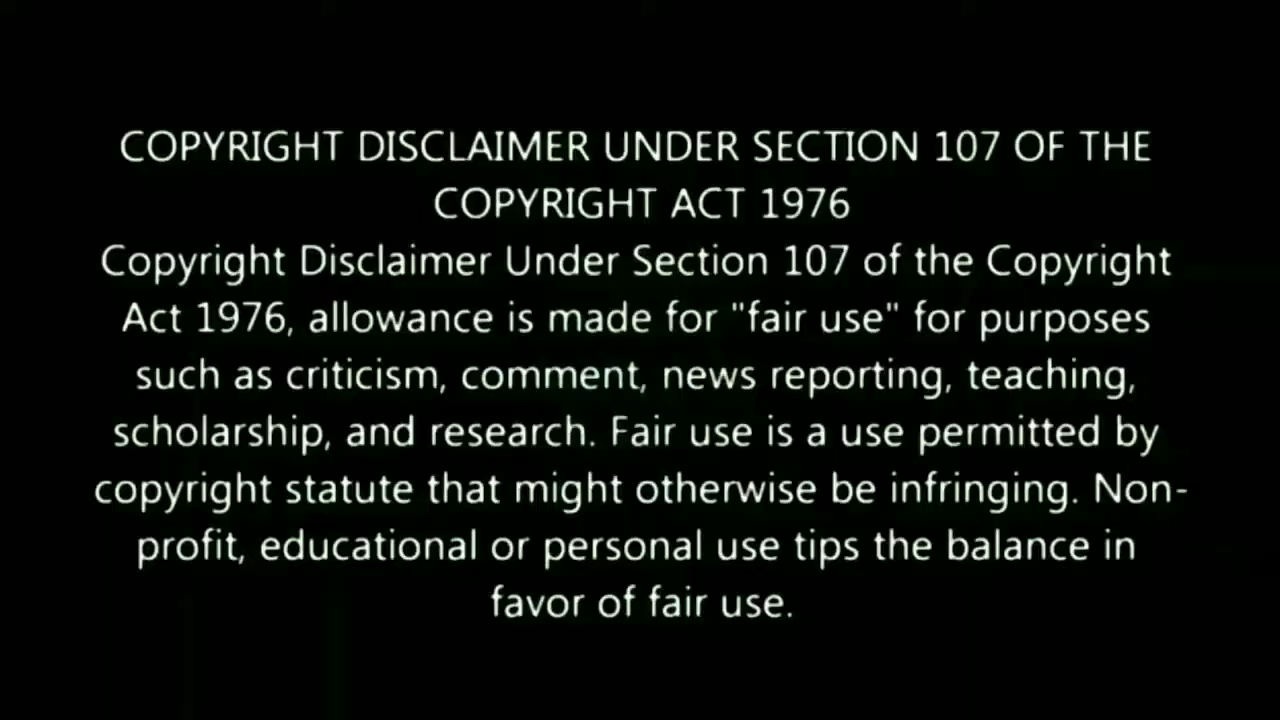 COPYRIGHT DISCLAIMER UNDER SECTION 107 OF THE
COPYRIGHT ACT 1976
Copyright Disclaimer Under Section 107 of the Copyright
Act 1976, allowance is made for "fair use" for purposes
such as criticism, comment, news reporting, teaching,
scholarship, and research. Fair use is a use permitted by
copyright statute that might otherwise be infringing. Non-
profit, educational or personal use tips the balance in
favor of fair use.